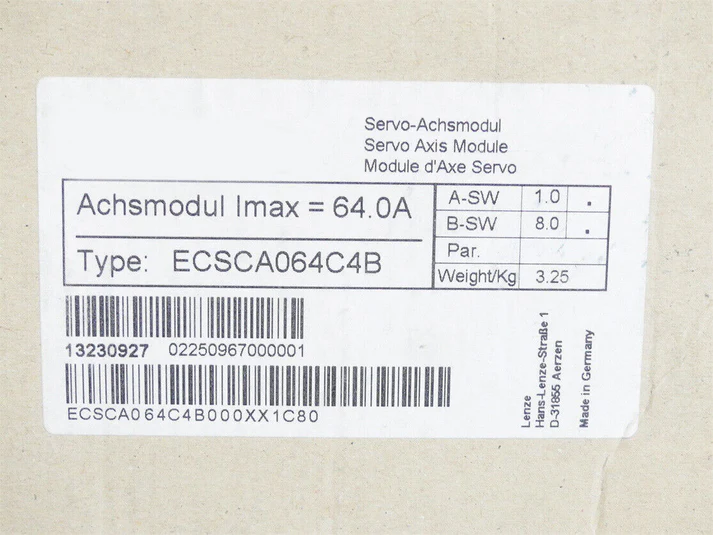 Servo-Achsmodul
Servo Axis Module
Module d'Axe Servo
Achsmodul Imax = 64.0A
Type: ECSCA064C4B
A-SW 1.0 .
B-SW 8.0 .
Par.
Weight/Kg 3.25
13230927 02250967000001
ECSCA064C4B000XX1C80
Lenze
Hans-Lenze-Straße 1
D-31855 Aerzen
Made in Germany